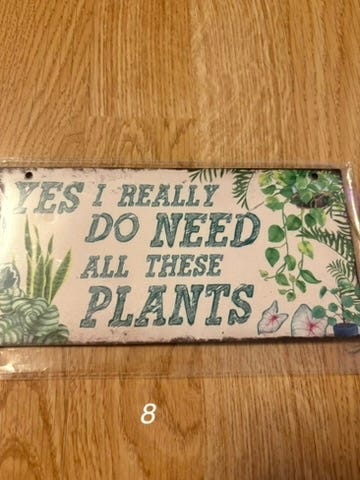 YES I REALLY
DO NEED
ALL THESE
PLANTS
8